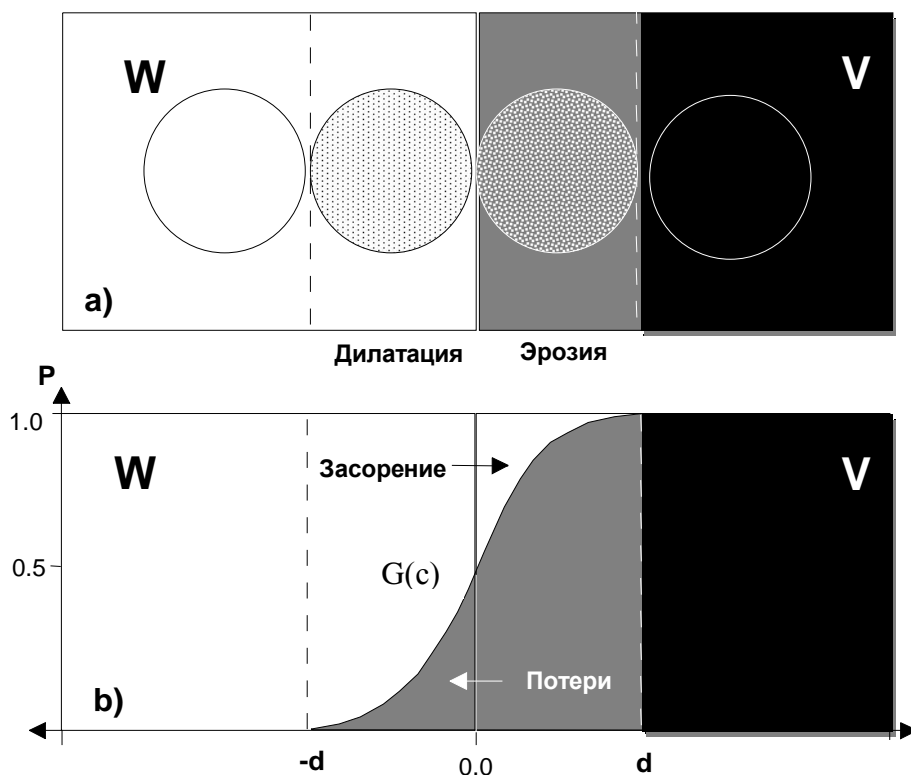 W V
a)
Дилатация Эрозия
P
1.0
W V
Засорение
0.5
G(c)
Потери
b)
-d 0.0 d